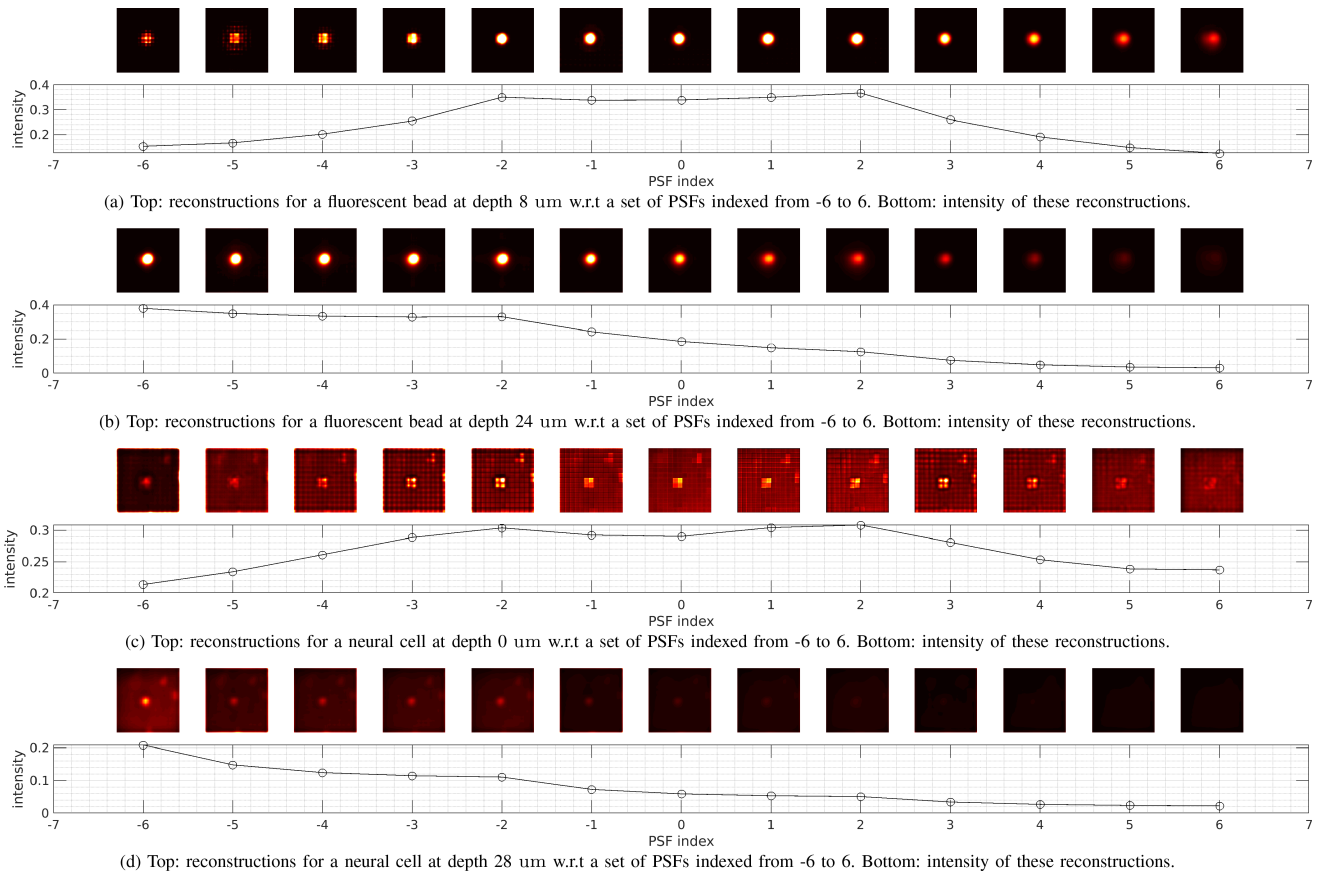 0.4
0.3
0.2
intensity
-7 -6 -5 -4 -3 -2 -1 0 1 2 3 4 5 6 7
PSF index
(a) Top: reconstructions for a fluorescent bead at depth 8 um w.r.t a set of PSFs indexed from -6 to 6. Bottom: intensity of these reconstructions.
0.4
0.2
0
intensity
-7 -6 -5 -4 -3 -2 -1 0 1 2 3 4 5 6 7
PSF index
(b) Top: reconstructions for a fluorescent bead at depth 24 um w.r.t a set of PSFs indexed from -6 to 6. Bottom: intensity of these reconstructions.
0.3
0.25
0.2
intensity
-7 -6 -5 -4 -3 -2 -1 0 1 2 3 4 5 6 7
PSF index
(c) Top: reconstructions for a neural cell at depth 0 um w.r.t a set of PSFs indexed from -6 to 6. Bottom: intensity of these reconstructions.
0.2
0.1
0
intensity
-7 -6 -5 -4 -3 -2 -1 0 1 2 3 4 5 6 7
PSF index
(d) Top: reconstructions for a neural cell at depth 28 um w.r.t a set of PSFs indexed from -6 to 6. Bottom: intensity of these reconstructions.